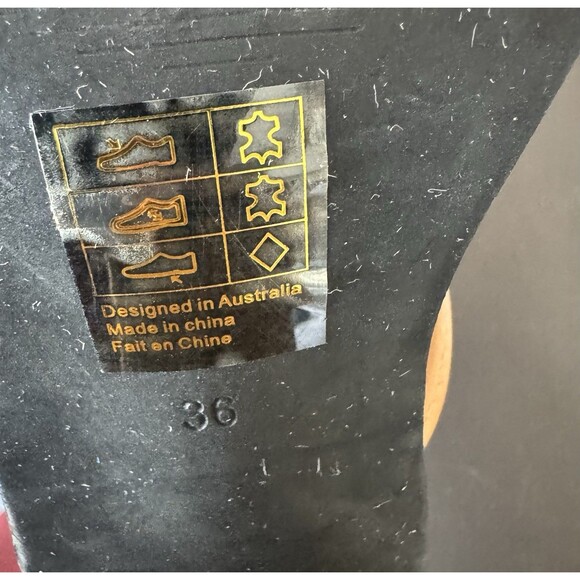 Designed in Australia
Made in china
Fait en Chine
36